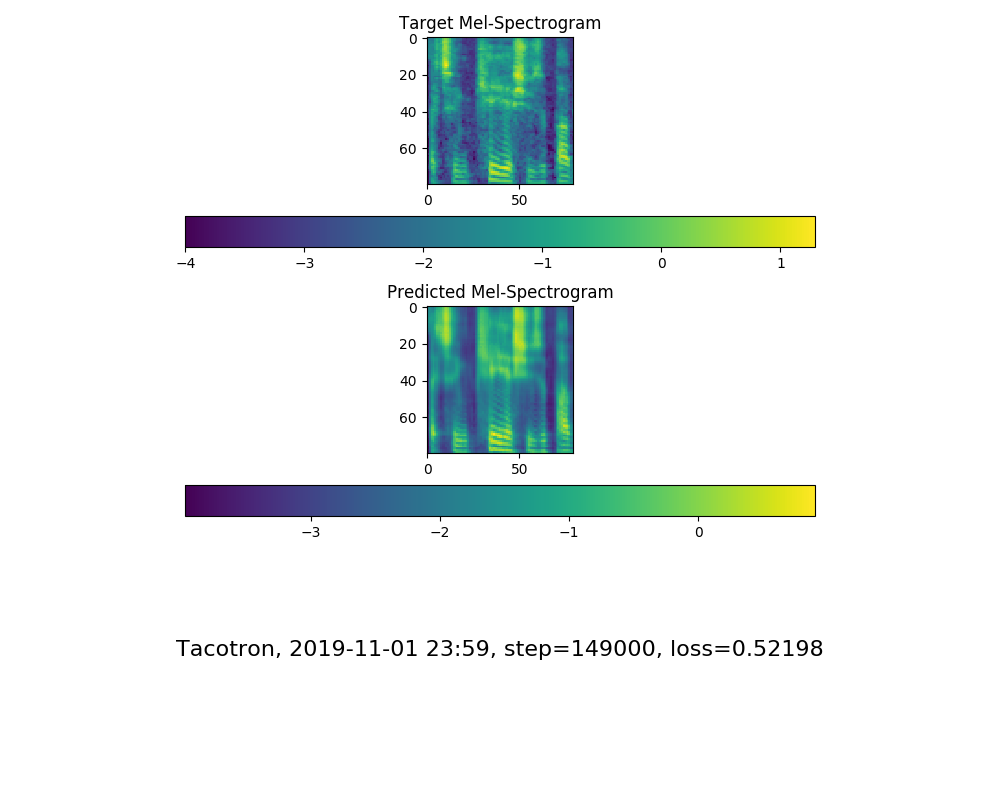 Target Mel-Spectrogram
0
20
40
60
0 50
−4 −3 −2 −1 0 1
Predicted Mel-Spectrogram
0
20
40
60
0 50
−3 −2 −1 0
Tacotron, 2019-11-01 23:59, step=149000, loss=0.52198